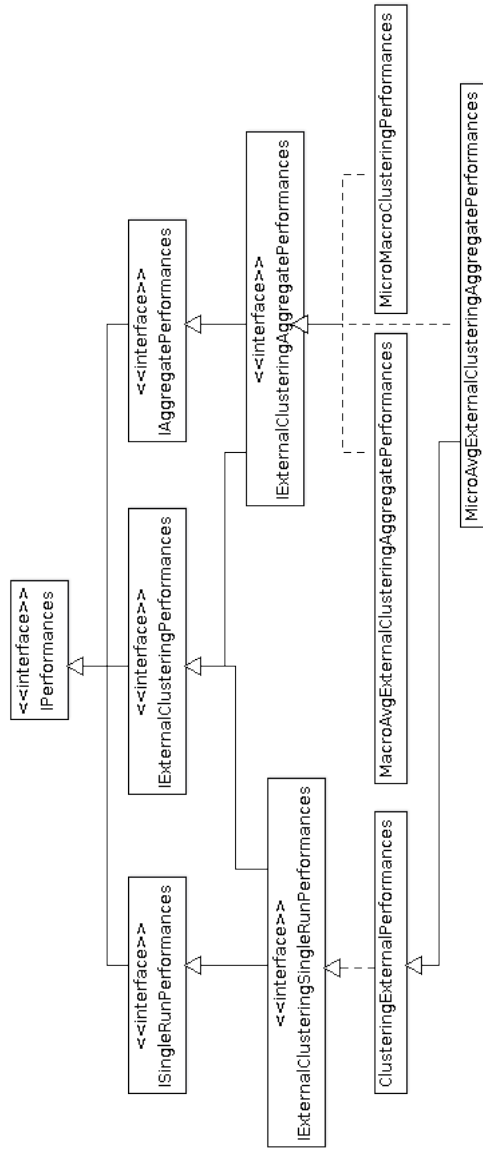 <<interface>>
IPerformances
<<interface>>
ISingleRunPerformances
<<interface>>
IExternalClusteringPerformances
<<interface>>
IAggregatePerformances
<<interface>>
IExternalClusteringSingleRunPerformances
<<interface>>
IExternalClusteringAggregatePerformances
ClusteringExternalPerformances
MacroAvgExternalClusteringAggregatePerformances
MicroMacroClusteringPerformances
MicroAvgExternalClusteringAggregatePerformances